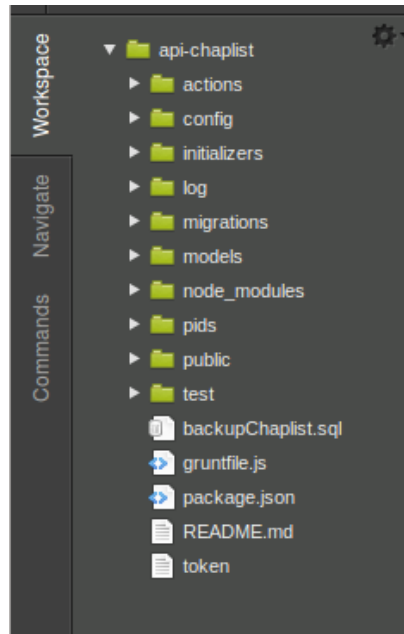 Workspace
Navigate
Commands
api-chaplist
actions
config
initializers
log
migrations
models
node_modules
pids
public
test
backupChaplist.sql
gruntfile.js
package.json
README.md
token